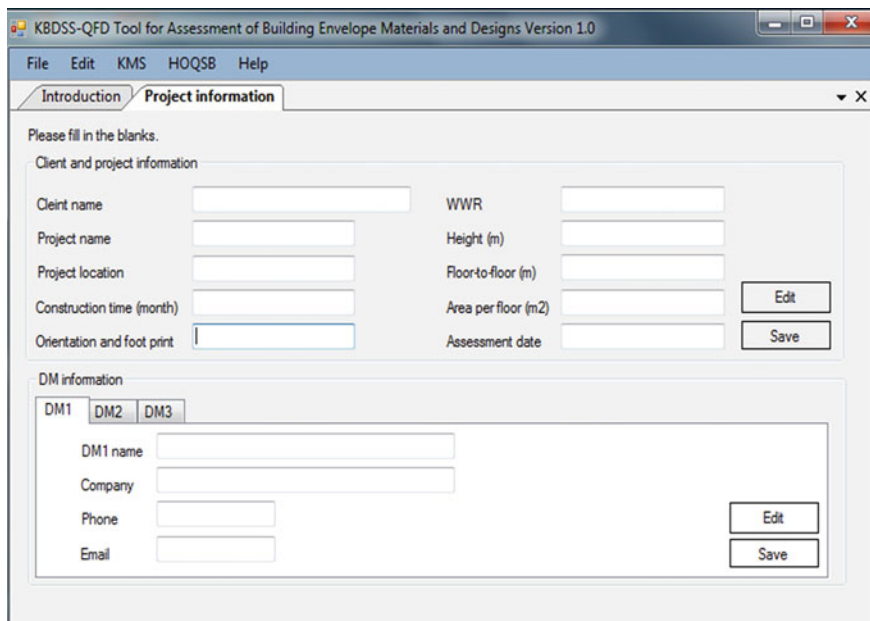 KBDSS-QFD Tool for Assessment of Building Envelope Materials and Designs Version 1.0
File Edit KMS HOQSB Help
Introduction Project information
Please fill in the blanks.
Client and project information
Cleint name WWR
Project name Height (m)
Project location Floor-to-floor (m)
Construction time (month) Area per floor (m2) Edit
Orientation and foot print Assessment date Save
DM information
DM1 DM2 DM3
DM1 name
Company
Phone Edit
Email Save